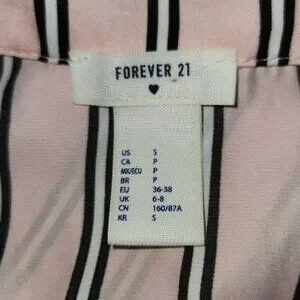 FOREVER 21
US S
CA P
MX/ECU P
BR P
EU 36-38
UK 6-8
CN 160/87A
KR S